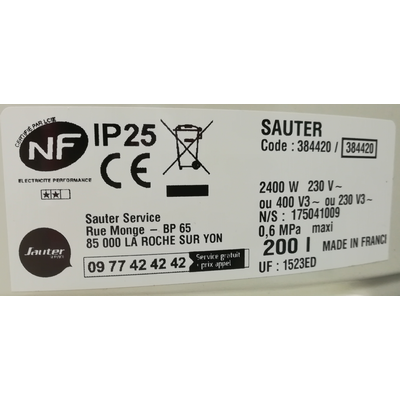 CERTIFIÉ PAR LCIE
NF
ELECTRICITE PERFORMANCE
IP25
CE
SAUTER
Code : 384420 / 384420
2400 W 230 V~
ou 400 V3~ ou 230 V3~
N/S : 175041009
0,6 MPa maxi
200 l MADE IN FRANC
UF : 1523ED
Sauter Service
Rue Monge – BP 65
85 000 LA ROCHE SUR YON
Sauter
09 77 42 42 42
Service gratuit
+ prix appel